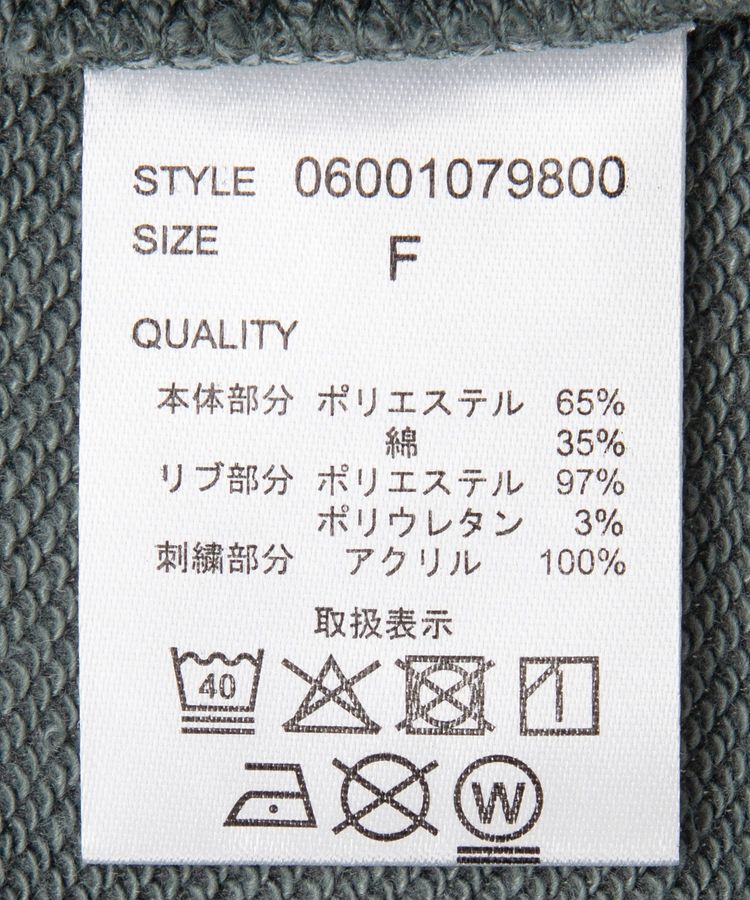 STYLE 06001079800
SIZE F
QUALITY
本体部分 ポリエステル 65%
綿 35%
リブ部分 ポリエステル 97%
ポリウレタン 3%
刺繍部分 アクリル 100%
取扱表示
40
W